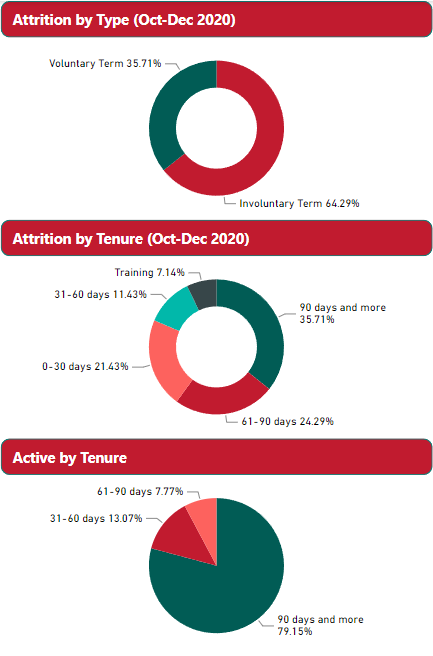 Attrition by Type (Oct-Dec 2020)
Voluntary Term 35.71%
Involuntary Term 64.29%
Attrition by Tenure (Oct-Dec 2020)
Training 7.14%
31-60 days 11.43%
90 days and more
35.71%
0-30 days 21.43%
61-90 days 24.29%
Active by Tenure
61-90 days 7.77%
31-60 days 13.07%
90 days and more
79.15%